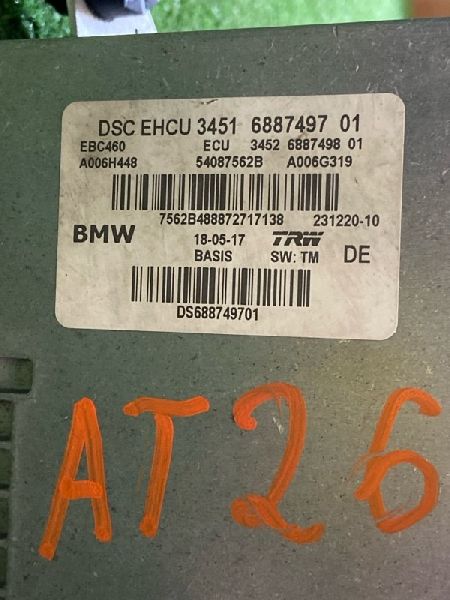 DSC EHCU 3451 6887497 01
EBC460 ECU 3452 6887498 01
A006H448 54087562B A006G319
7562B488872717138 231220-10
BMW 18-05-17 TRW DE
BASIS SW: TM
DS688749701
AT26